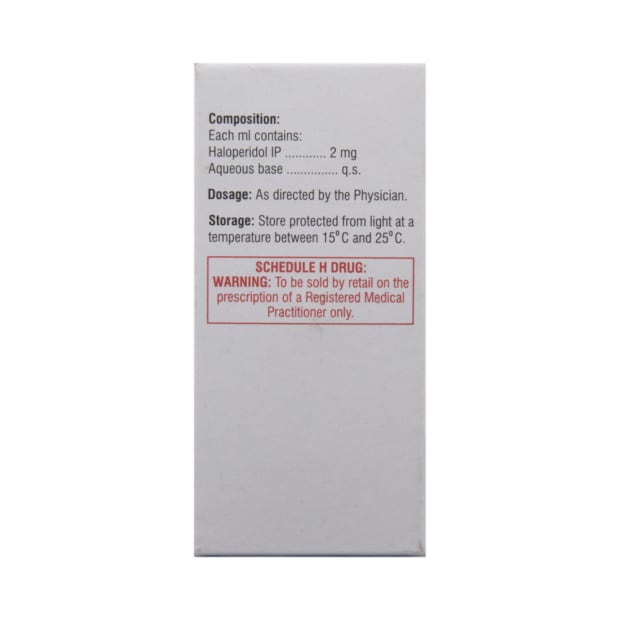 Composition:
Each ml contains:
Haloperidol IP ............ 2 mg
Aqueous base ............... q.s.
Dosage: As directed by the Physician.
Storage: Store protected from light at a
temperature between 15°C and 25°C.
SCHEDULE H DRUG:
WARNING: To be sold by retail on the
prescription of a Registered Medical
Practitioner only.